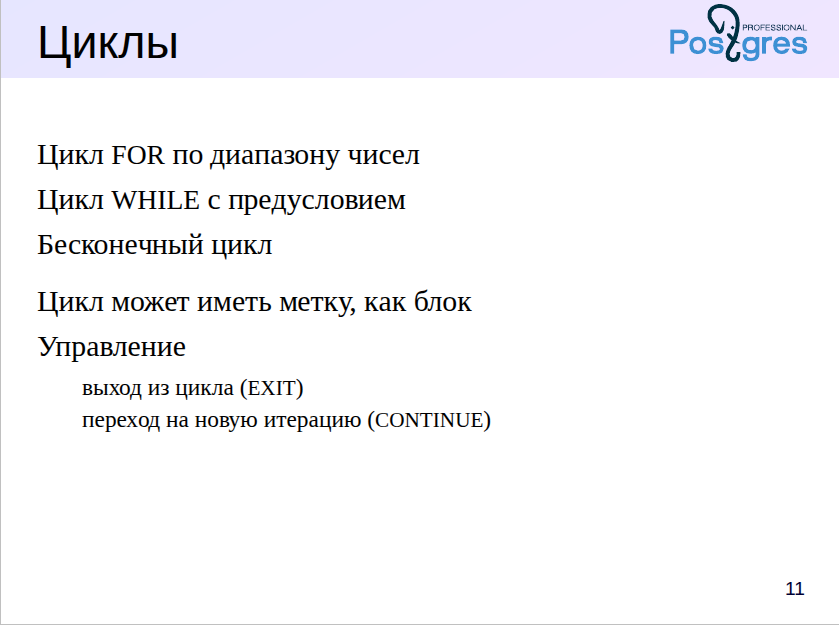 Циклы
PROFESSIONAL
Postgres
Цикл FOR по диапазону чисел
Цикл WHILE с предусловием
Бесконечный цикл
Цикл может иметь метку, как блок
Управление
выход из цикла (EXIT)
переход на новую итерацию (CONTINUE)
11